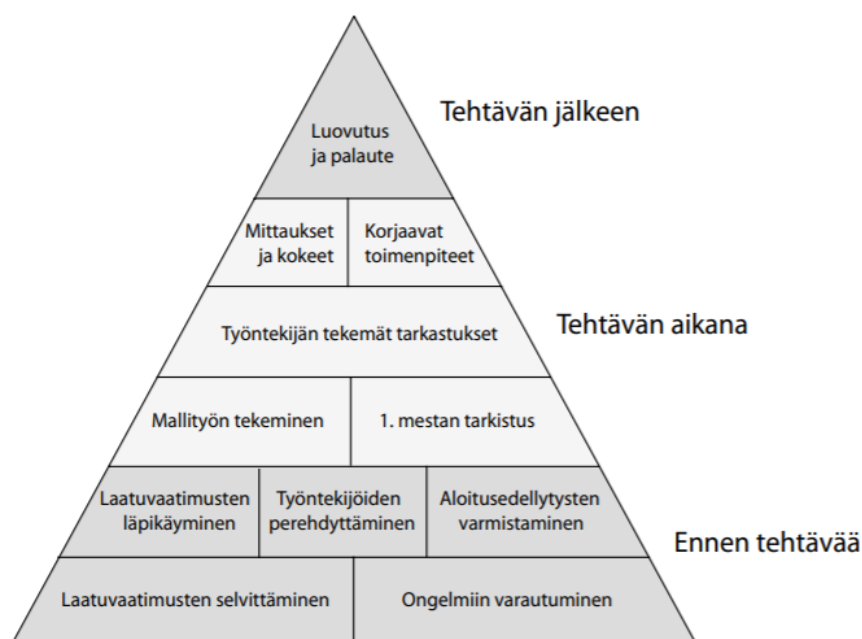 Tehtävän jälkeen
Luovutus
ja palaute
Mittaukset
ja kokeet
Korjaavat
toimenpiteet
Tehtävän aikana
Työntekijän tekemät tarkastukset
Mallityön tekeminen
1. mestan tarkistus
Laatuvaatimusten
läpikäyminen
Työntekijöiden
perehdyttäminen
Aloitusedellytysten
varmistaminen
Ennen tehtävää
Laatuvaatimusten selvittäminen
Ongelmiin varautuminen